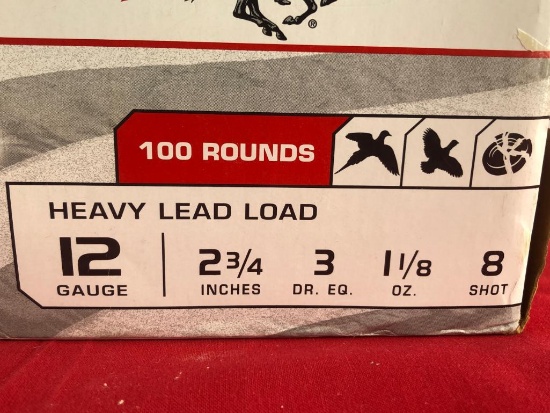 ®
100 ROUNDS
HEAVY LEAD LOAD
12 2 3/4 3 1 1/8 8
GAUGE INCHES DR. EQ. OZ. SHOT